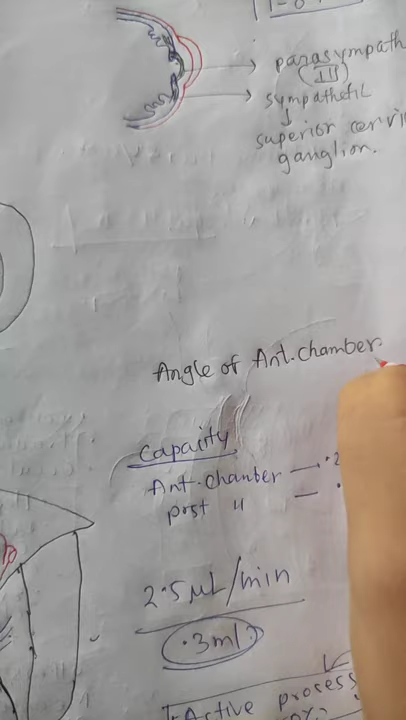 parasympath
(III)
sympathetic
superior cervi
ganglion.
Angle of Ant.chamber
Capacity
Ant.chamber — .2
post " — .
2.5 µL/min
.3ml
Active process